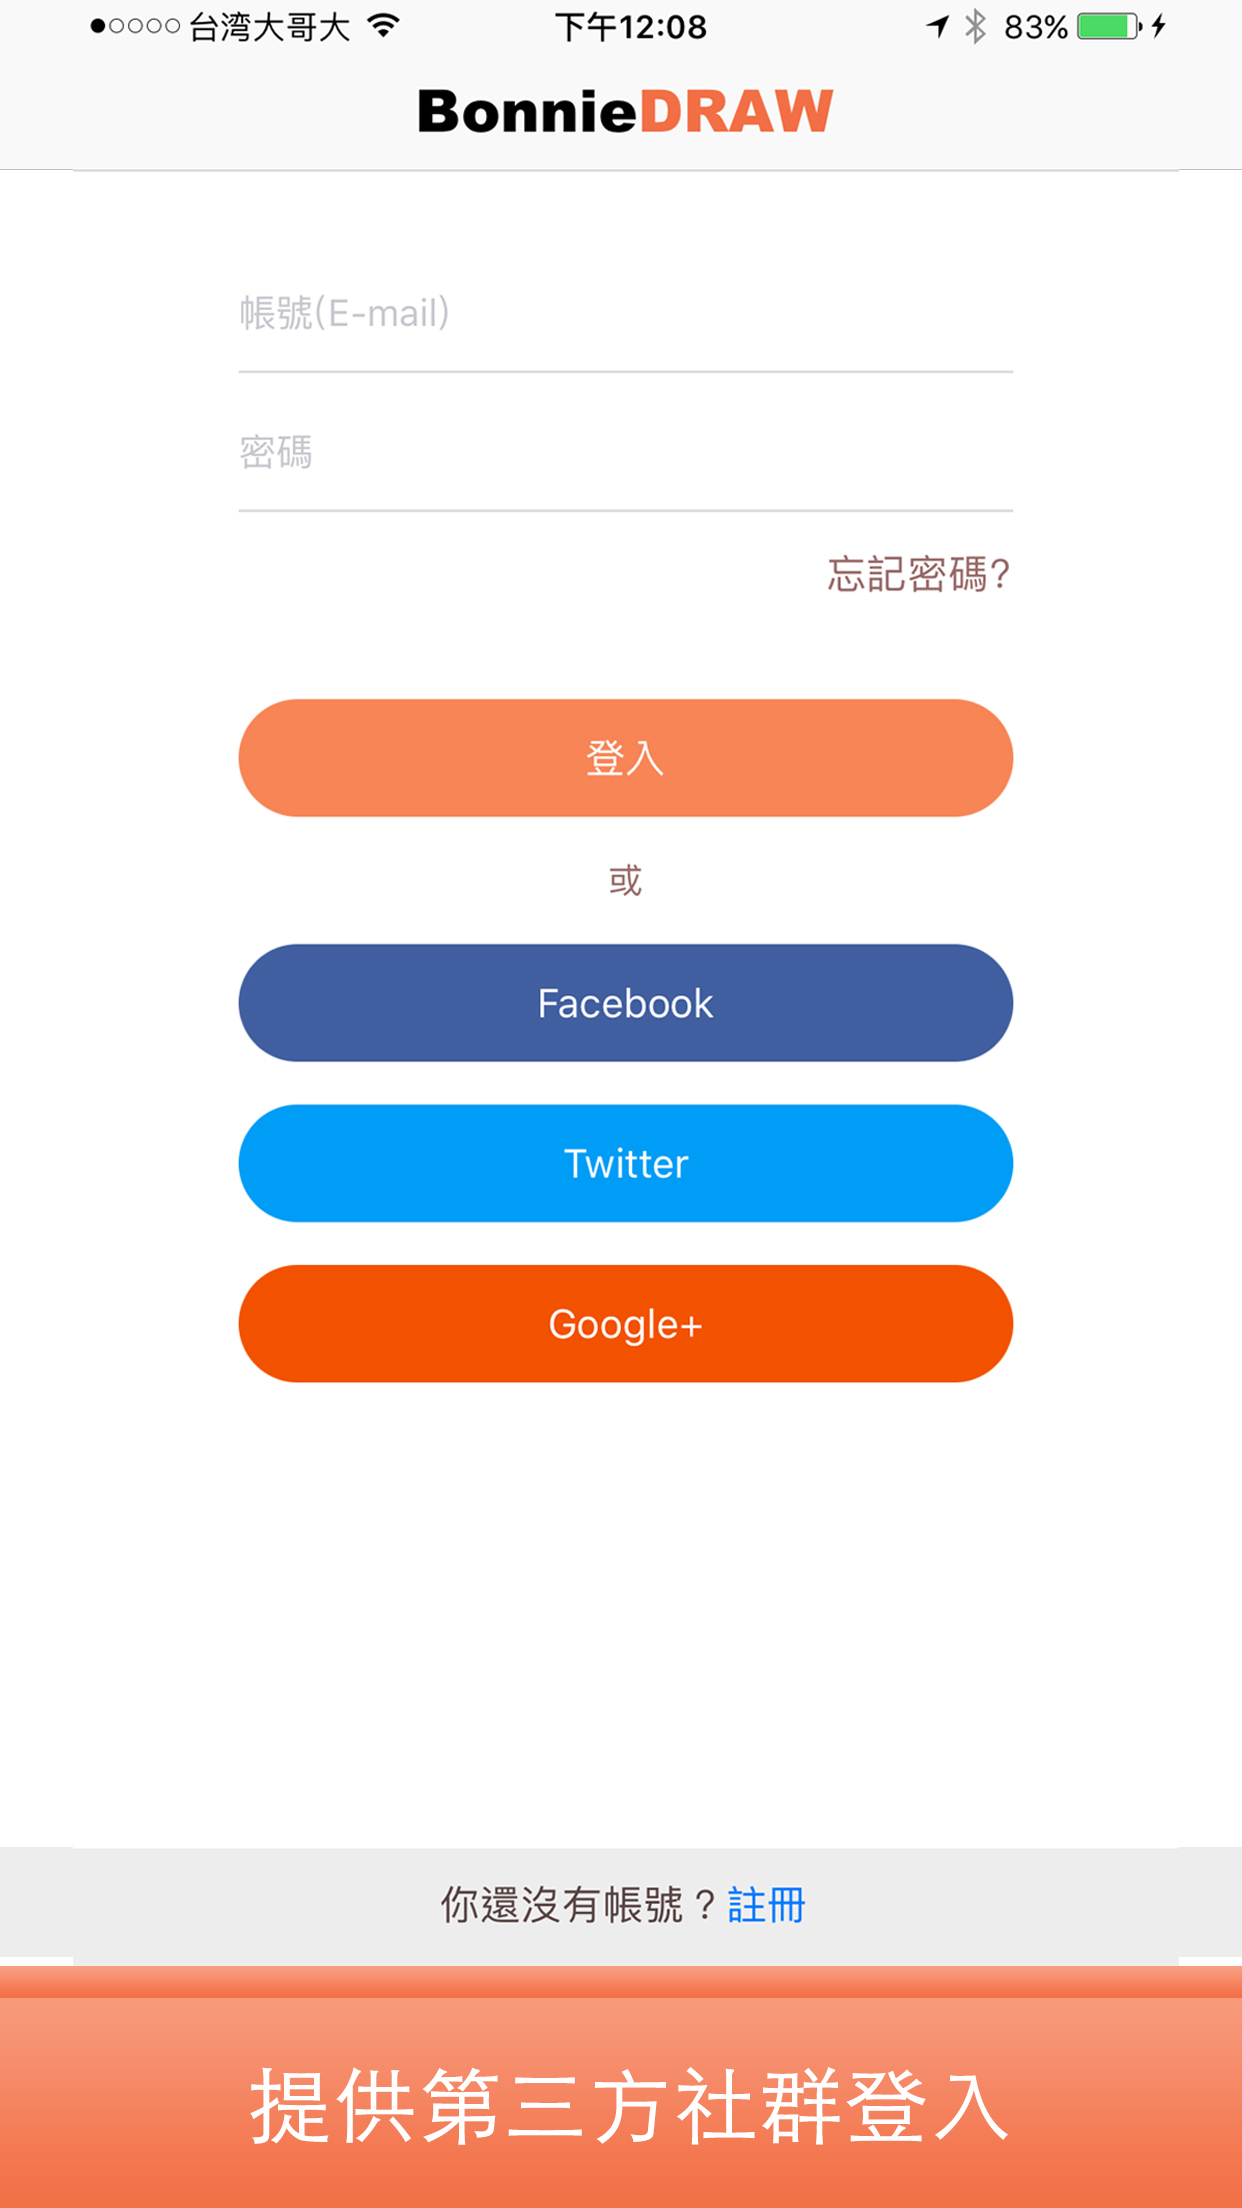 台湾大哥大 下午12:08 83%
BonnieDRAW
帳號(E-mail)
密碼
忘記密碼?
登入
或
Facebook
Twitter
Google+
你還沒有帳號？註冊
提供第三方社群登入